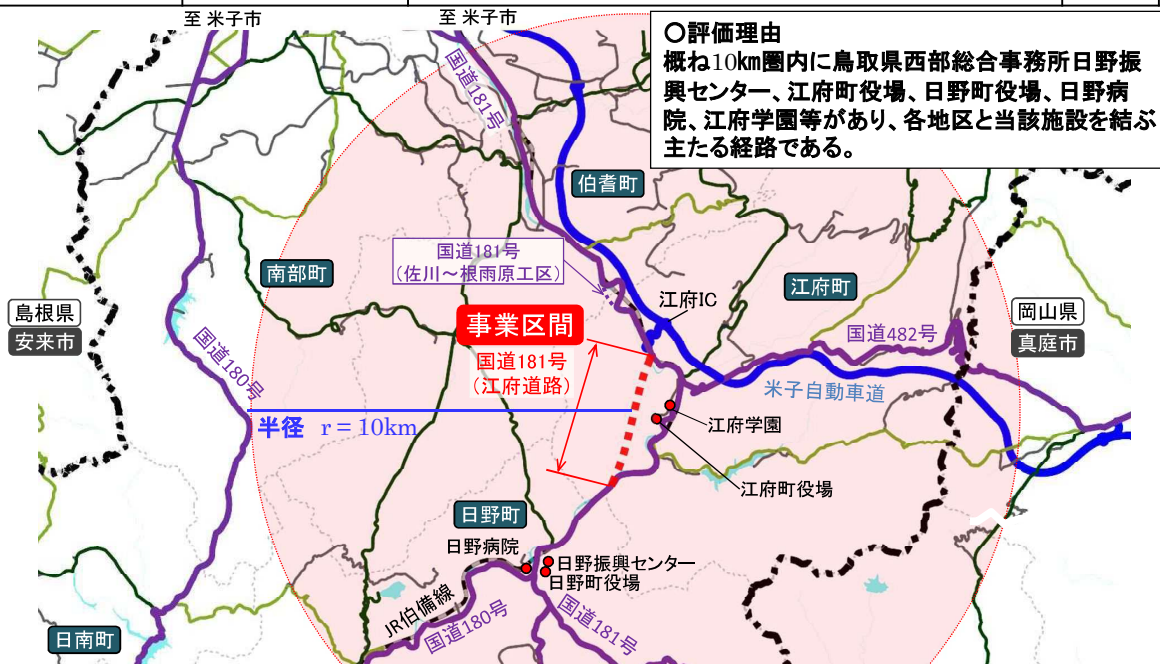 至 米子市
至 米子市
〇評価理由
概ね10km圏内に鳥取県西部総合事務所日野振
興センター、江府町役場、日野町役場、日野病
院、江府学園等があり、各地区と当該施設を結ぶ
主たる経路である。
国道181号
伯耆町
国道181号
（佐川～根雨原工区）
南部町
江府町
江府IC
島根県
安来市
岡山県
真庭市
事業区間
国道181号
（江府道路）
国道482号
国道180号
米子自動車道
半径 r = 10km
江府学園
江府町役場
日野町
日野病院
日野振興センター
日野町役場
JR伯備線
国道180号
国道181号
日南町